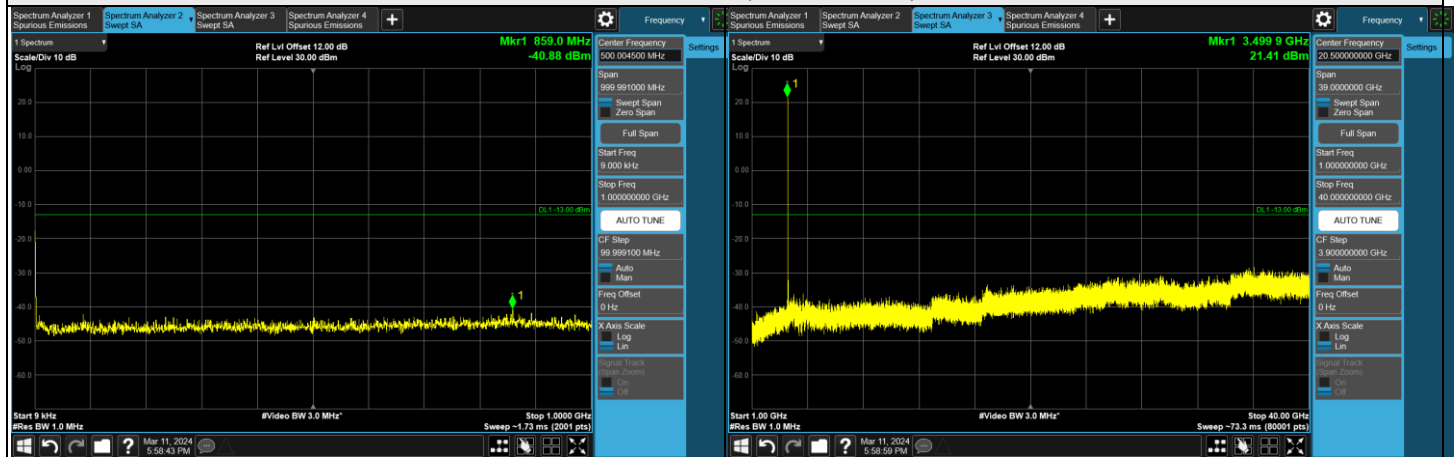 Spectrum Analyzer 1
Spurious Emissions
Spectrum Analyzer 2
Swept SA
Spectrum Analyzer 3
Swept SA
Spectrum Analyzer 4
Spurious Emissions
+
Frequency
1 Spectrum
Scale/Div 10 dB
Log
Ref Lvl Offset 12.00 dB
Ref Level 30.00 dBm
Mkr1 859.0 MHz
-40.88 dBm
1
20.0
10.0
0.00
-10.0
DL1 -13.00 dBm
-20.0
-30.0
-40.0
-50.0
-60.0
Start 9 kHz
#Res BW 1.0 MHz
#Video BW 3.0 MHz*
Stop 1.0000 GHz
Sweep ~1.73 ms (2001 pts)
Center Frequency
500.004500 MHz
Settings
Span
999.991000 MHz
Swept Span
Zero Span
Full Span
Start Freq
9.000 kHz
Stop Freq
1.000000000 GHz
AUTO TUNE
CF Step
99.999100 MHz
Auto
Man
Freq Offset
0 Hz
X Axis Scale
Log
Lin
Signal Track
(Span Zoom)
On
Off
?
Mar 11, 2024
5:58:43 PM
Spectrum Analyzer 1
Spurious Emissions
Spectrum Analyzer 2
Swept SA
Spectrum Analyzer 3
Swept SA
Spectrum Analyzer 4
Spurious Emissions
+
Frequency
1 Spectrum
Scale/Div 10 dB
Log
Ref Lvl Offset 12.00 dB
Ref Level 30.00 dBm
Mkr1 3.499 9 GHz
21.41 dBm
1
20.0
10.0
0.00
-10.0
DL1 -13.00 dBm
-20.0
-30.0
-40.0
-50.0
-60.0
Start 1.00 GHz
#Res BW 1.0 MHz
#Video BW 3.0 MHz*
Stop 40.00 GHz
Sweep ~73.3 ms (80001 pts)
Center Frequency
20.500000000 GHz
Settings
Span
39.0000000 GHz
Swept Span
Zero Span
Full Span
Start Freq
1.000000000 GHz
Stop Freq
40.000000000 GHz
AUTO TUNE
CF Step
3.900000000 GHz
Auto
Man
Freq Offset
0 Hz
X Axis Scale
Log
Lin
Signal Track
(Span Zoom)
On
Off
?
Mar 11, 2024
5:58:59 PM